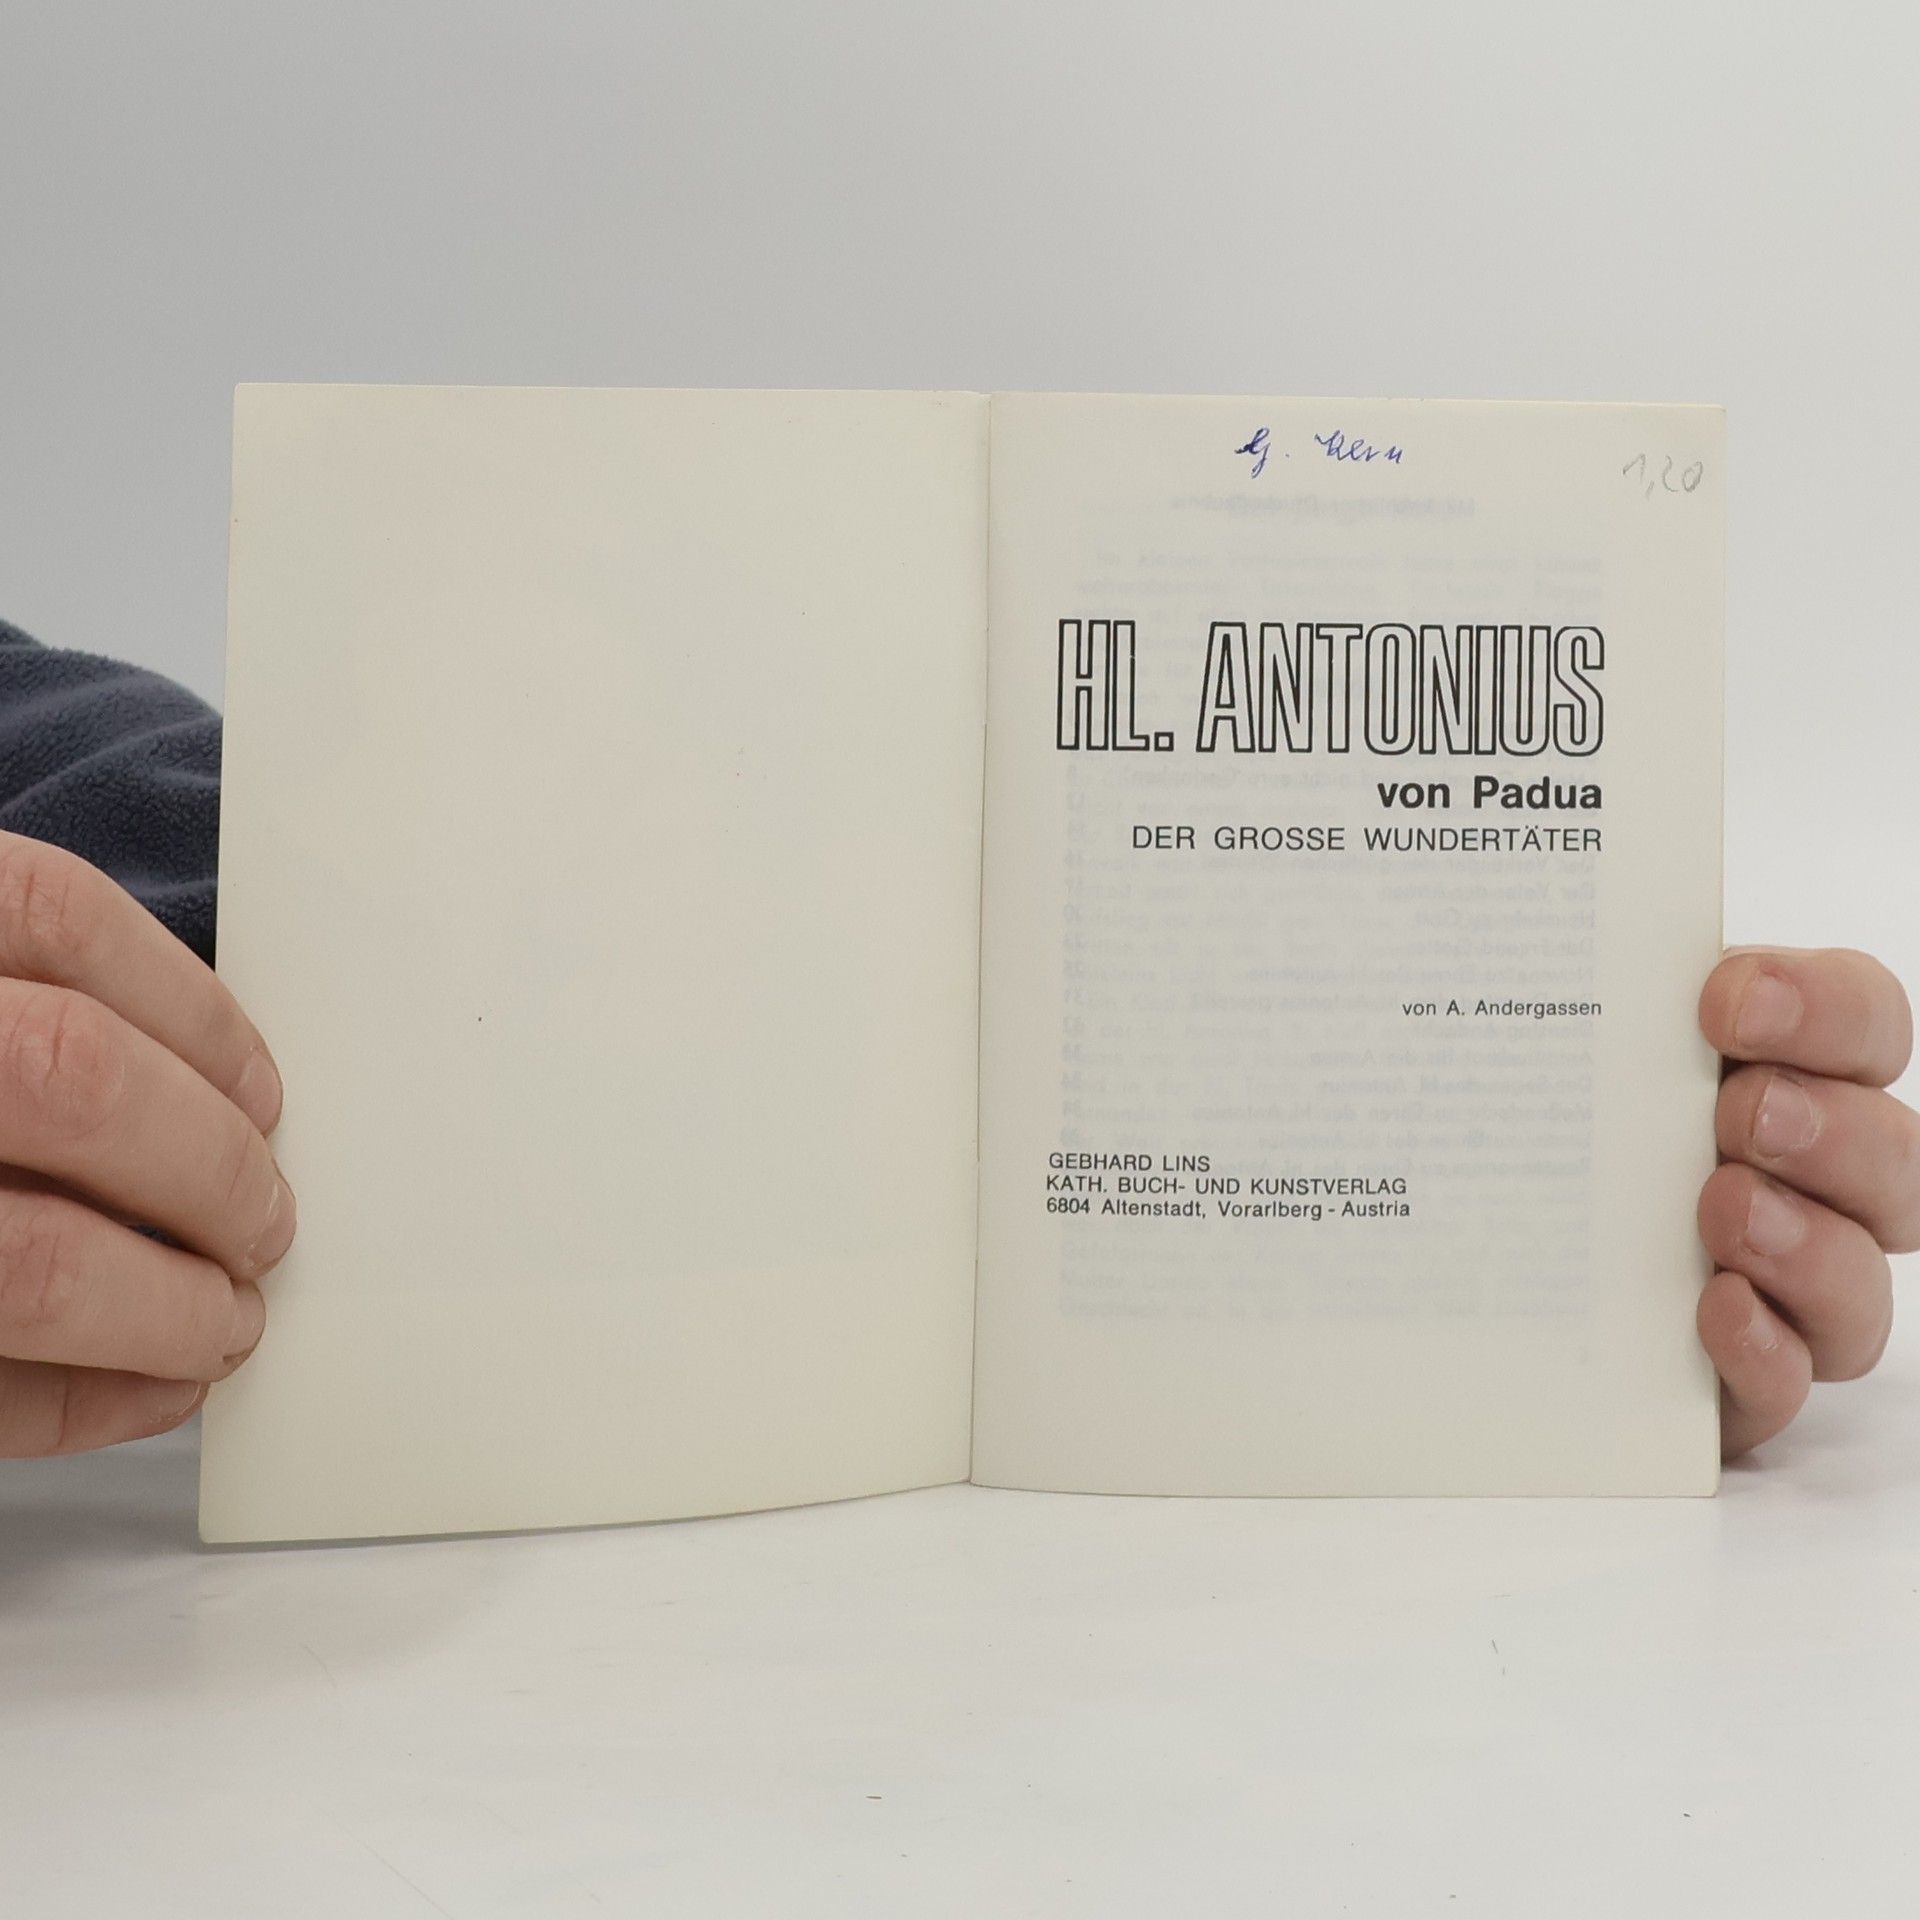 G. Kern
1,20
HL. ANTONIUS
von Padua
DER GROSSE WUNDERTÄTER
von A. Andergassen
GEBHARD LINS
KATH. BUCH- UND KUNSTVERLAG
6804 Altenstadt, Vorarlberg - Austria